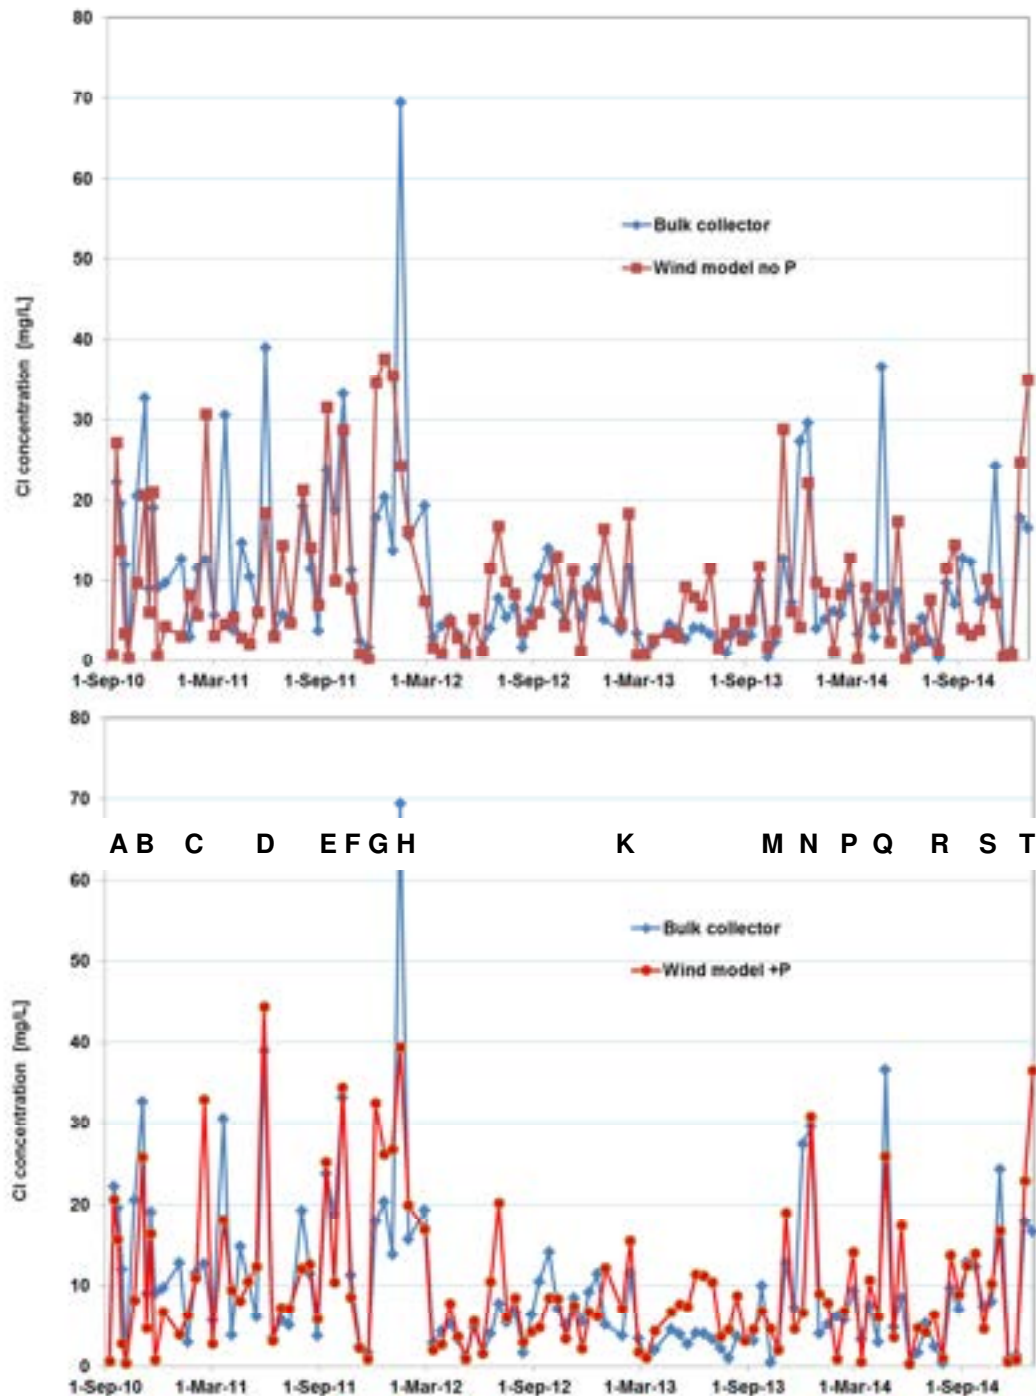 80
70
60
50
40
30
20
10
0
Cl concentration [mg/L]
Bulk collector
Wind model no P
1-Sep-10 1-Mar-11 1-Sep-11 1-Mar-12 1-Sep-12 1-Mar-13 1-Sep-13 1-Mar-14 1-Sep-14
80
70
A B C D E F G H K M N P Q R S T
60
50
40
30
20
10
0
Cl concentration [mg/L]
Bulk collector
Wind model +P
1-Sep-10 1-Mar-11 1-Sep-11 1-Mar-12 1-Sep-12 1-Mar-13 1-Sep-13 1-Mar-14 1-Sep-14